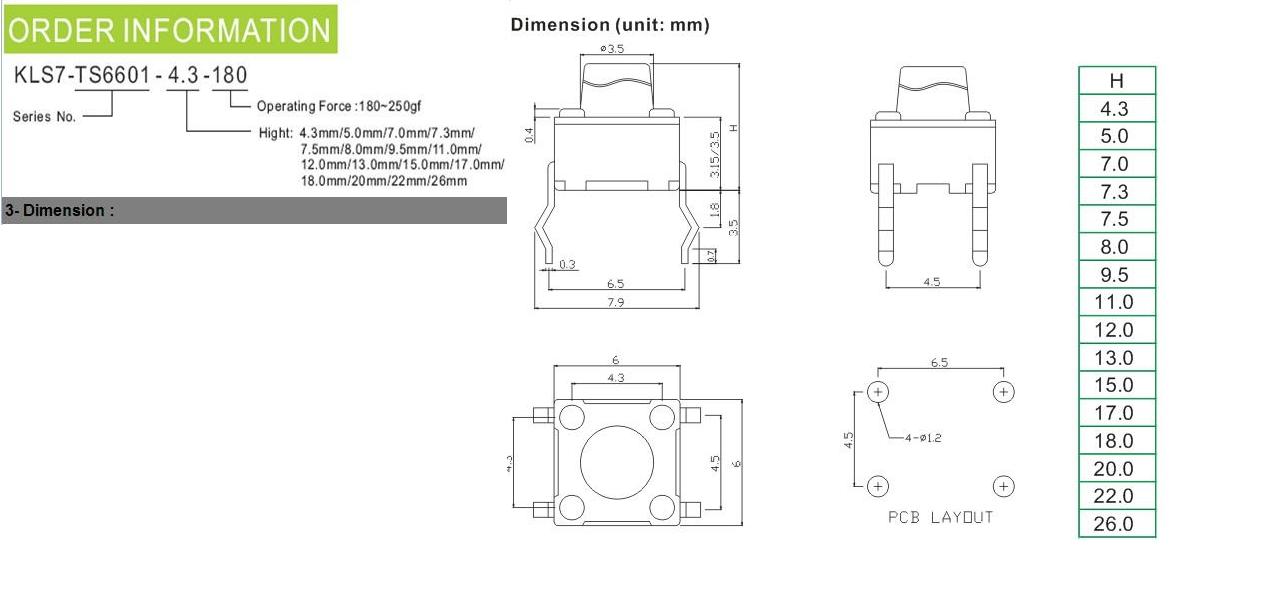 ORDER INFORMATION
KLS7-TS6601 - 4.3 -180
Series No.
Operating Force :180~250gf
Hight: 4.3mm/5.0mm/7.0mm/7.3mm/
7.5mm/8.0mm/9.5mm/11.0mm/
12.0mm/13.0mm/15.0mm/17.0mm/
18.0mm/20mm/22mm/26mm
3- Dimension :
Dimension (unit: mm)
ø3.5
0.4
3.15/3.5
H
1.8
3.5
0.7
0.3
6.5
7.9
4.5
6
4.3
4.3
4.5
6
6.5
4.5
4-ø1.2
PCB LAYOUT
H
4.3
5.0
7.0
7.3
7.5
8.0
9.5
11.0
12.0
13.0
15.0
17.0
18.0
20.0
22.0
26.0